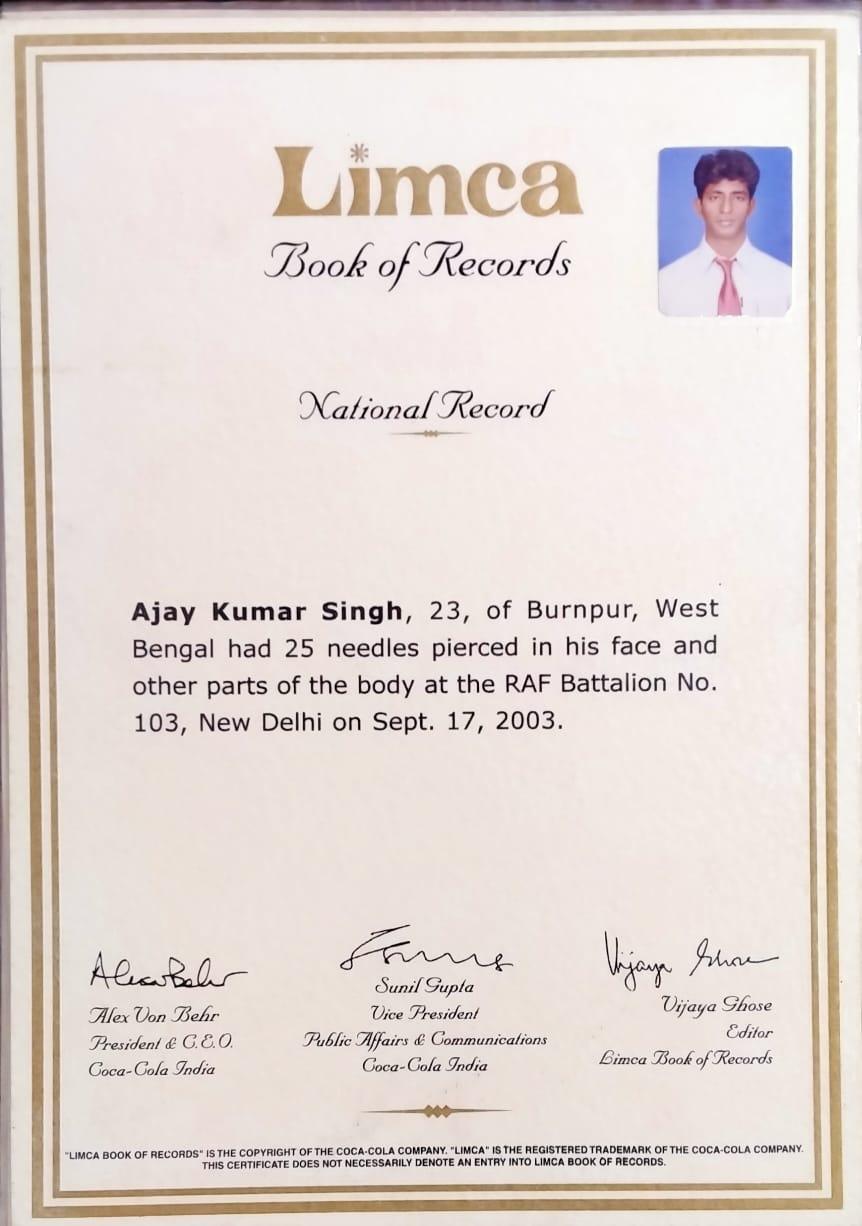 Limca
Book of Records
National Record
Ajay Kumar Singh, 23, of Burnpur, West
Bengal had 25 needles pierced in his face and
other parts of the body at the RAF Battalion No.
103, New Delhi on Sept. 17, 2003.
Alex Von Behr
President & C.E.O.
Coca-Cola India
Sunil Gupta
Vice President
Public Affairs & Communications
Coca-Cola India
Vijaya Ghose
Vijaya Ghose
Editor
Limca Book of Records
"LIMCA BOOK OF RECORDS" IS THE COPYRIGHT OF THE COCA-COLA COMPANY. "LIMCA" IS THE REGISTERED TRADEMARK OF THE COCA-COLA COMPANY.
THIS CERTIFICATE DOES NOT NECESSARILY DENOTE AN ENTRY INTO LIMCA BOOK OF RECORDS.